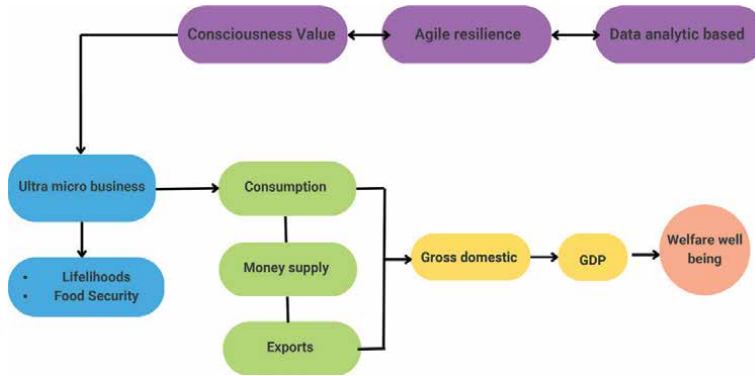 Consciousness Value
Agile resilience
Data analytic based
Ultra micro business
Consumption
• Lifelihoods
• Food Security
Money supply
Exports
Gross domestic
GDP
Welfare well
being